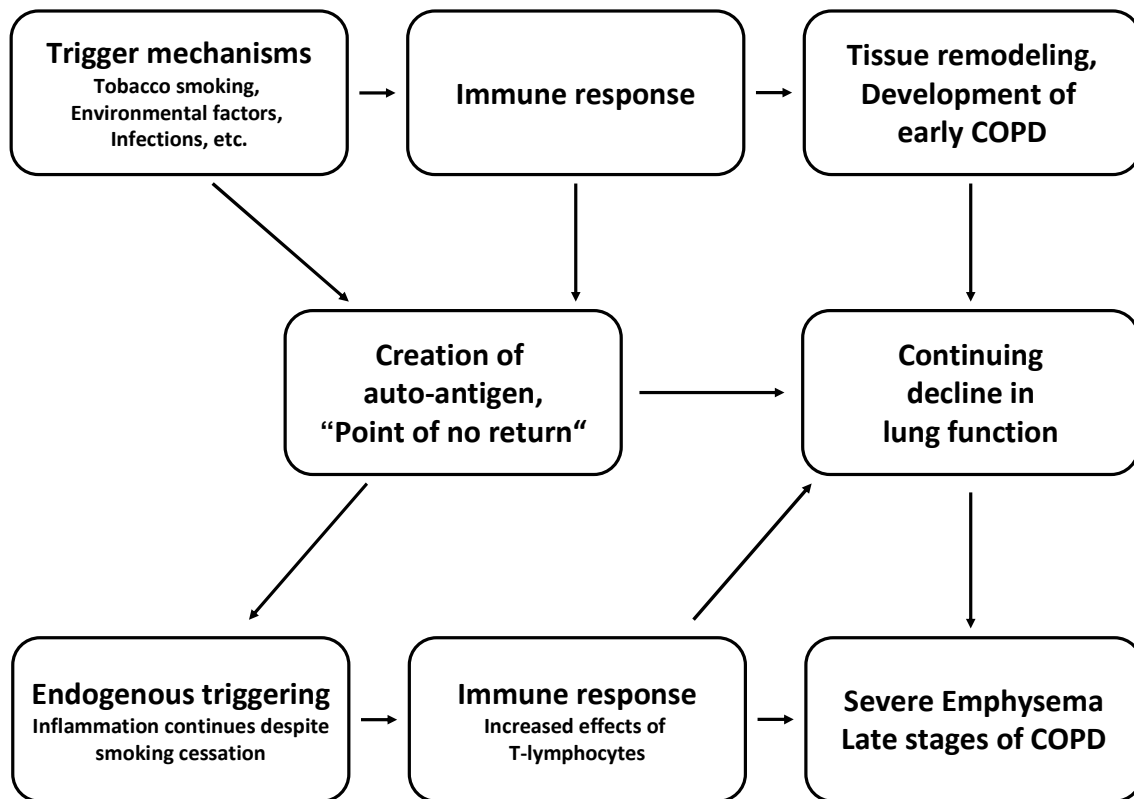 Trigger mechanisms
Tobacco smoking,
Environmental factors,
Infections, etc.
Immune response
Tissue remodeling,
Development of
early COPD
Creation of
auto-antigen,
“Point of no return“
Continuing
decline in
lung function
Endogenous triggering
Inflammation continues despite
smoking cessation
Immune response
Increased effects of
T-lymphocytes
Severe Emphysema
Late stages of COPD